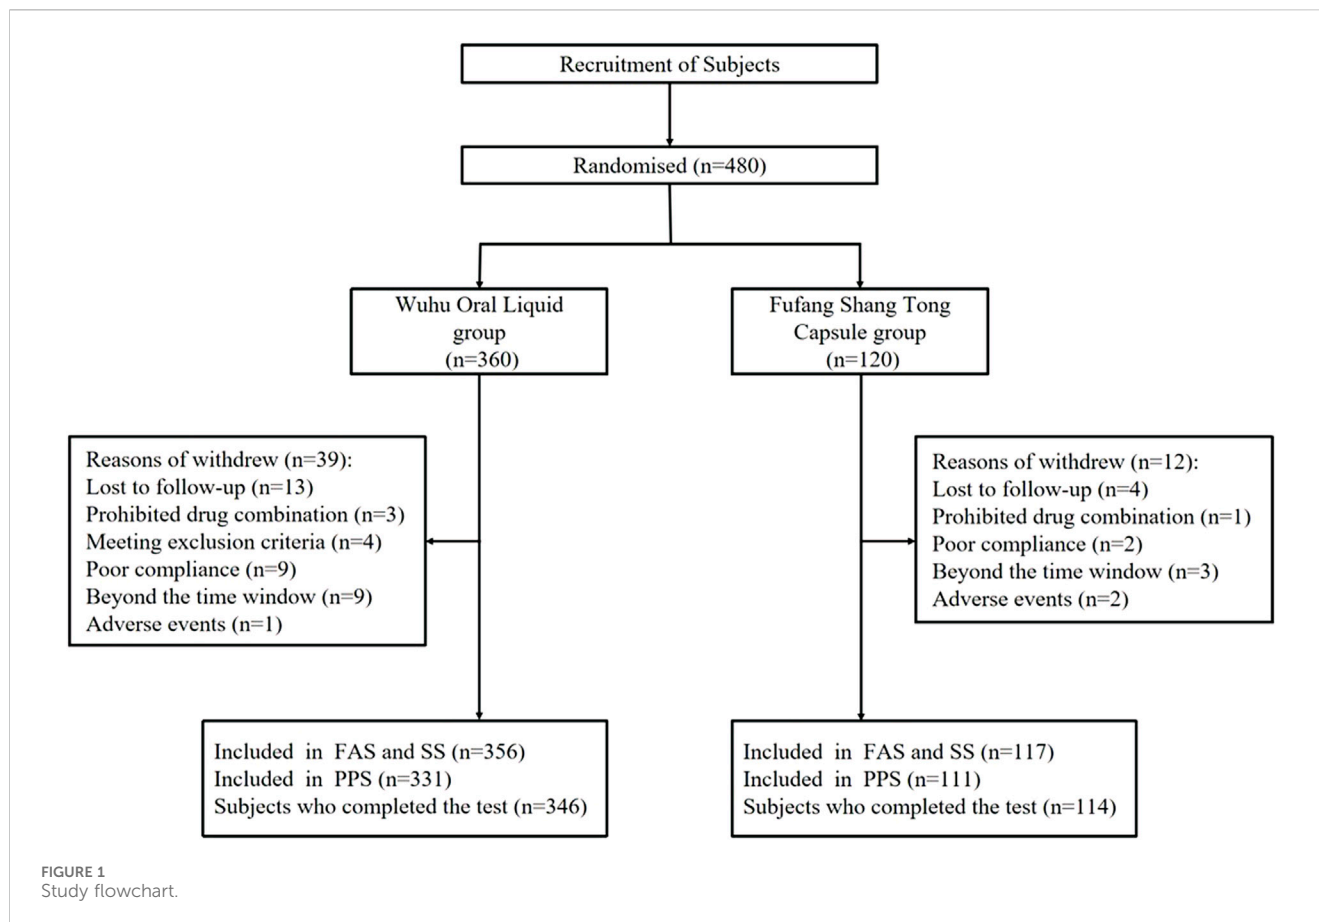 Recruitment of Subjects
Randomised (n=480)
Wuhu Oral Liquid
group
(n=360)
Fufang Shang Tong
Capsule group
(n=120)
Reasons of withdrew (n=39):
Lost to follow-up (n=13)
Prohibited drug combination (n=3)
Meeting exclusion criteria (n=4)
Poor compliance (n=9)
Beyond the time window (n=9)
Adverse events (n=1)
Reasons of withdrew (n=12):
Lost to follow-up (n=4)
Prohibited drug combination (n=1)
Poor compliance (n=2)
Beyond the time window (n=3)
Adverse events (n=2)
Included in FAS and SS (n=356)
Included in PPS (n=331)
Subjects who completed the test (n=346)
Included in FAS and SS (n=117)
Included in PPS (n=111)
Subjects who completed the test (n=114)
FIGURE 1
Study flowchart.